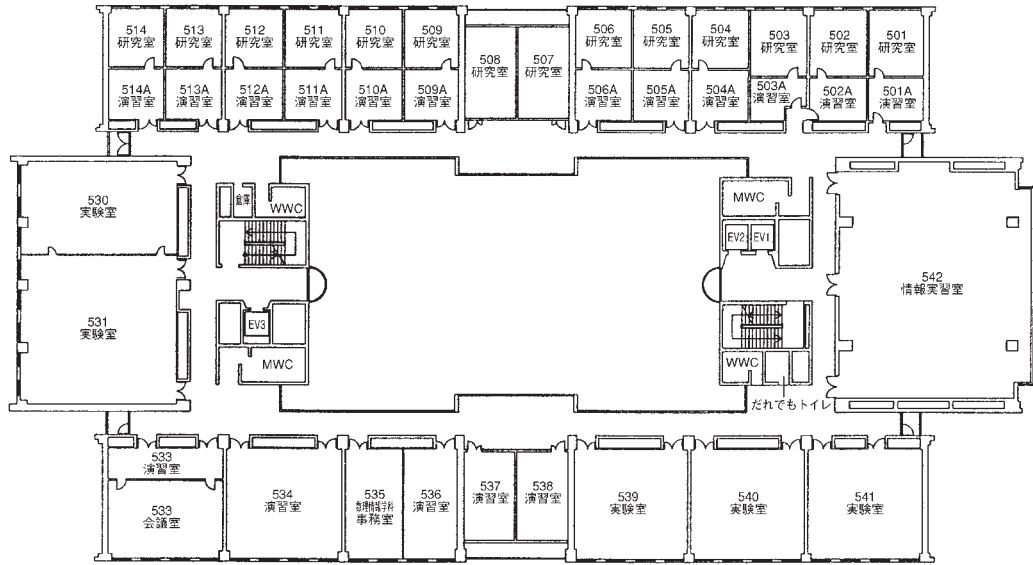 514
研究室
513
研究室
512
研究室
511
研究室
510
研究室
509
研究室
508
研究室
507
研究室
506
研究室
505
研究室
504
研究室
503
研究室
502
研究室
501
研究室
514A
演習室
513A
演習室
512A
演習室
511A
演習室
510A
演習室
509A
演習室
506A
演習室
505A
演習室
504A
演習室
503A
演習室
502A
演習室
501A
演習室
530
実験室
倉庫
WWC
MWC
EV2
EV1
542
情報実習室
531
実験室
EV3
MWC
WWC
だれでもトイレ
533
演習室
533
会議室
534
演習室
535
数理情報学科
事務室
536
演習室
537
演習室
538
演習室
539
実験室
540
実験室
541
実験室